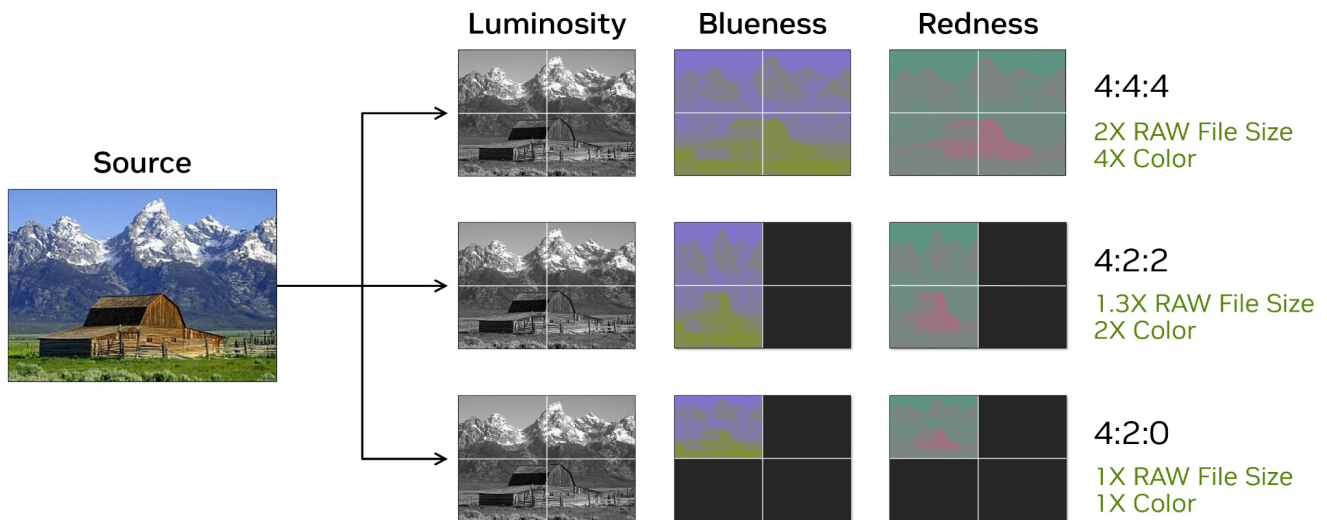 Luminosity
Blueness
Redness
Source
4:4:4
2X RAW File Size
4X Color
4:2:2
1.3X RAW File Size
2X Color
4:2:0
1X RAW File Size
1X Color